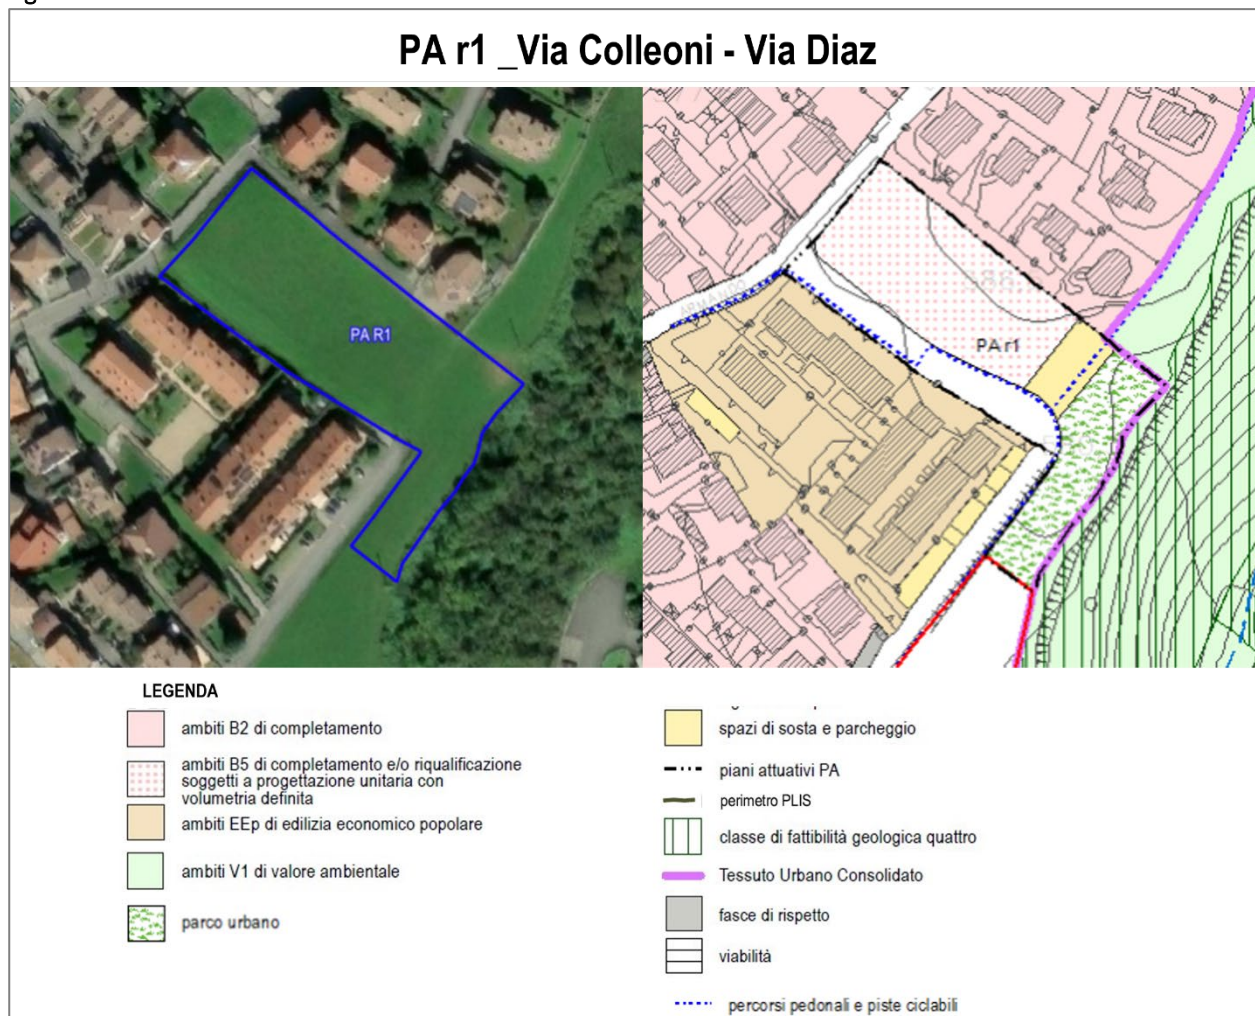 PA r1 _Via Colleoni - Via Diaz
PA R1
ARMANDO
PA r1
LEGENDA
ambiti B2 di completamento
ambiti B5 di completamento e/o riqualificazione
soggetti a progettazione unitaria con
volumetria definita
ambiti EEp di edilizia economico popolare
ambiti V1 di valore ambientale
parco urbano
spazi di sosta e parcheggio
piani attuativi PA
perimetro PLIS
classe di fattibilità geologica quattro
Tessuto Urbano Consolidato
fasce di rispetto
viabilità
percorsi pedonali e piste ciclabili